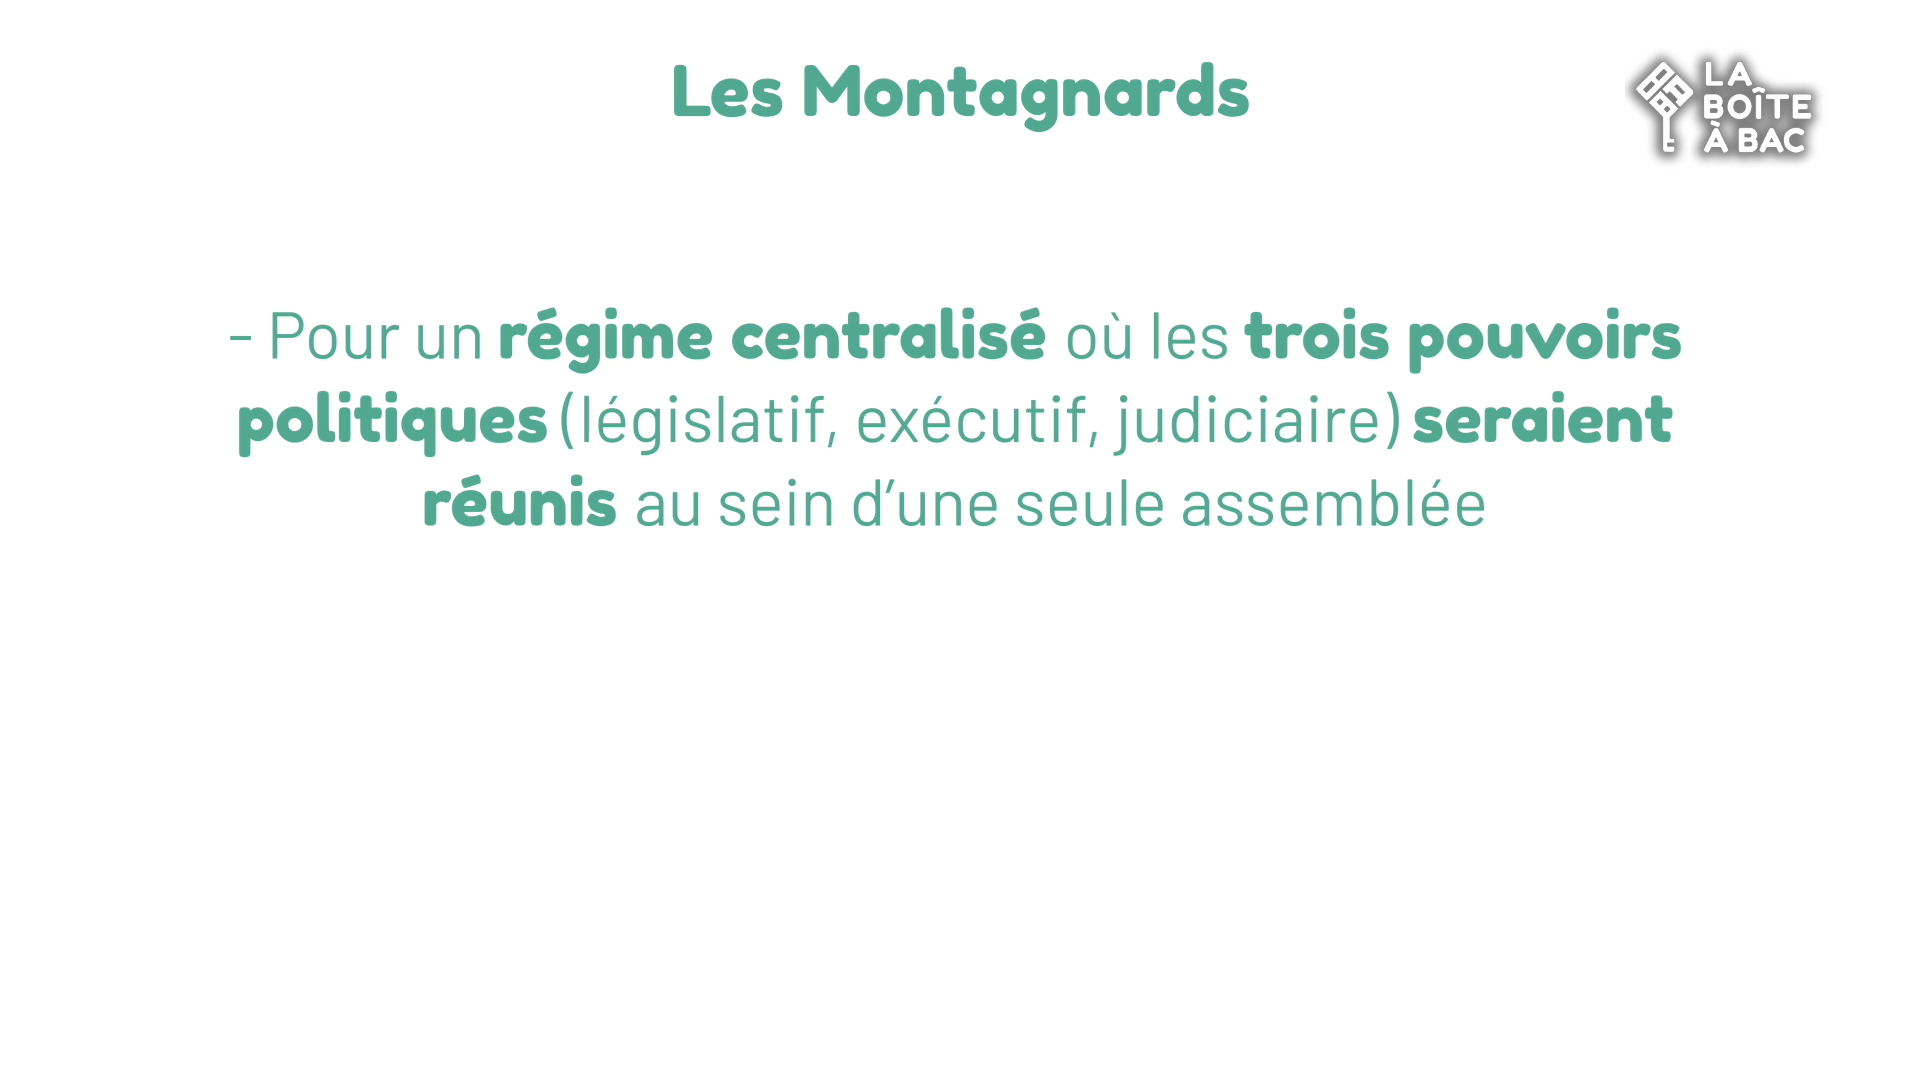 Les Montagnards
LA
BOÎTE
À BAC
- Pour un régime centralisé où les trois pouvoirs
politiques (législatif, exécutif, judiciaire) seraient
réunis au sein d’une seule assemblée